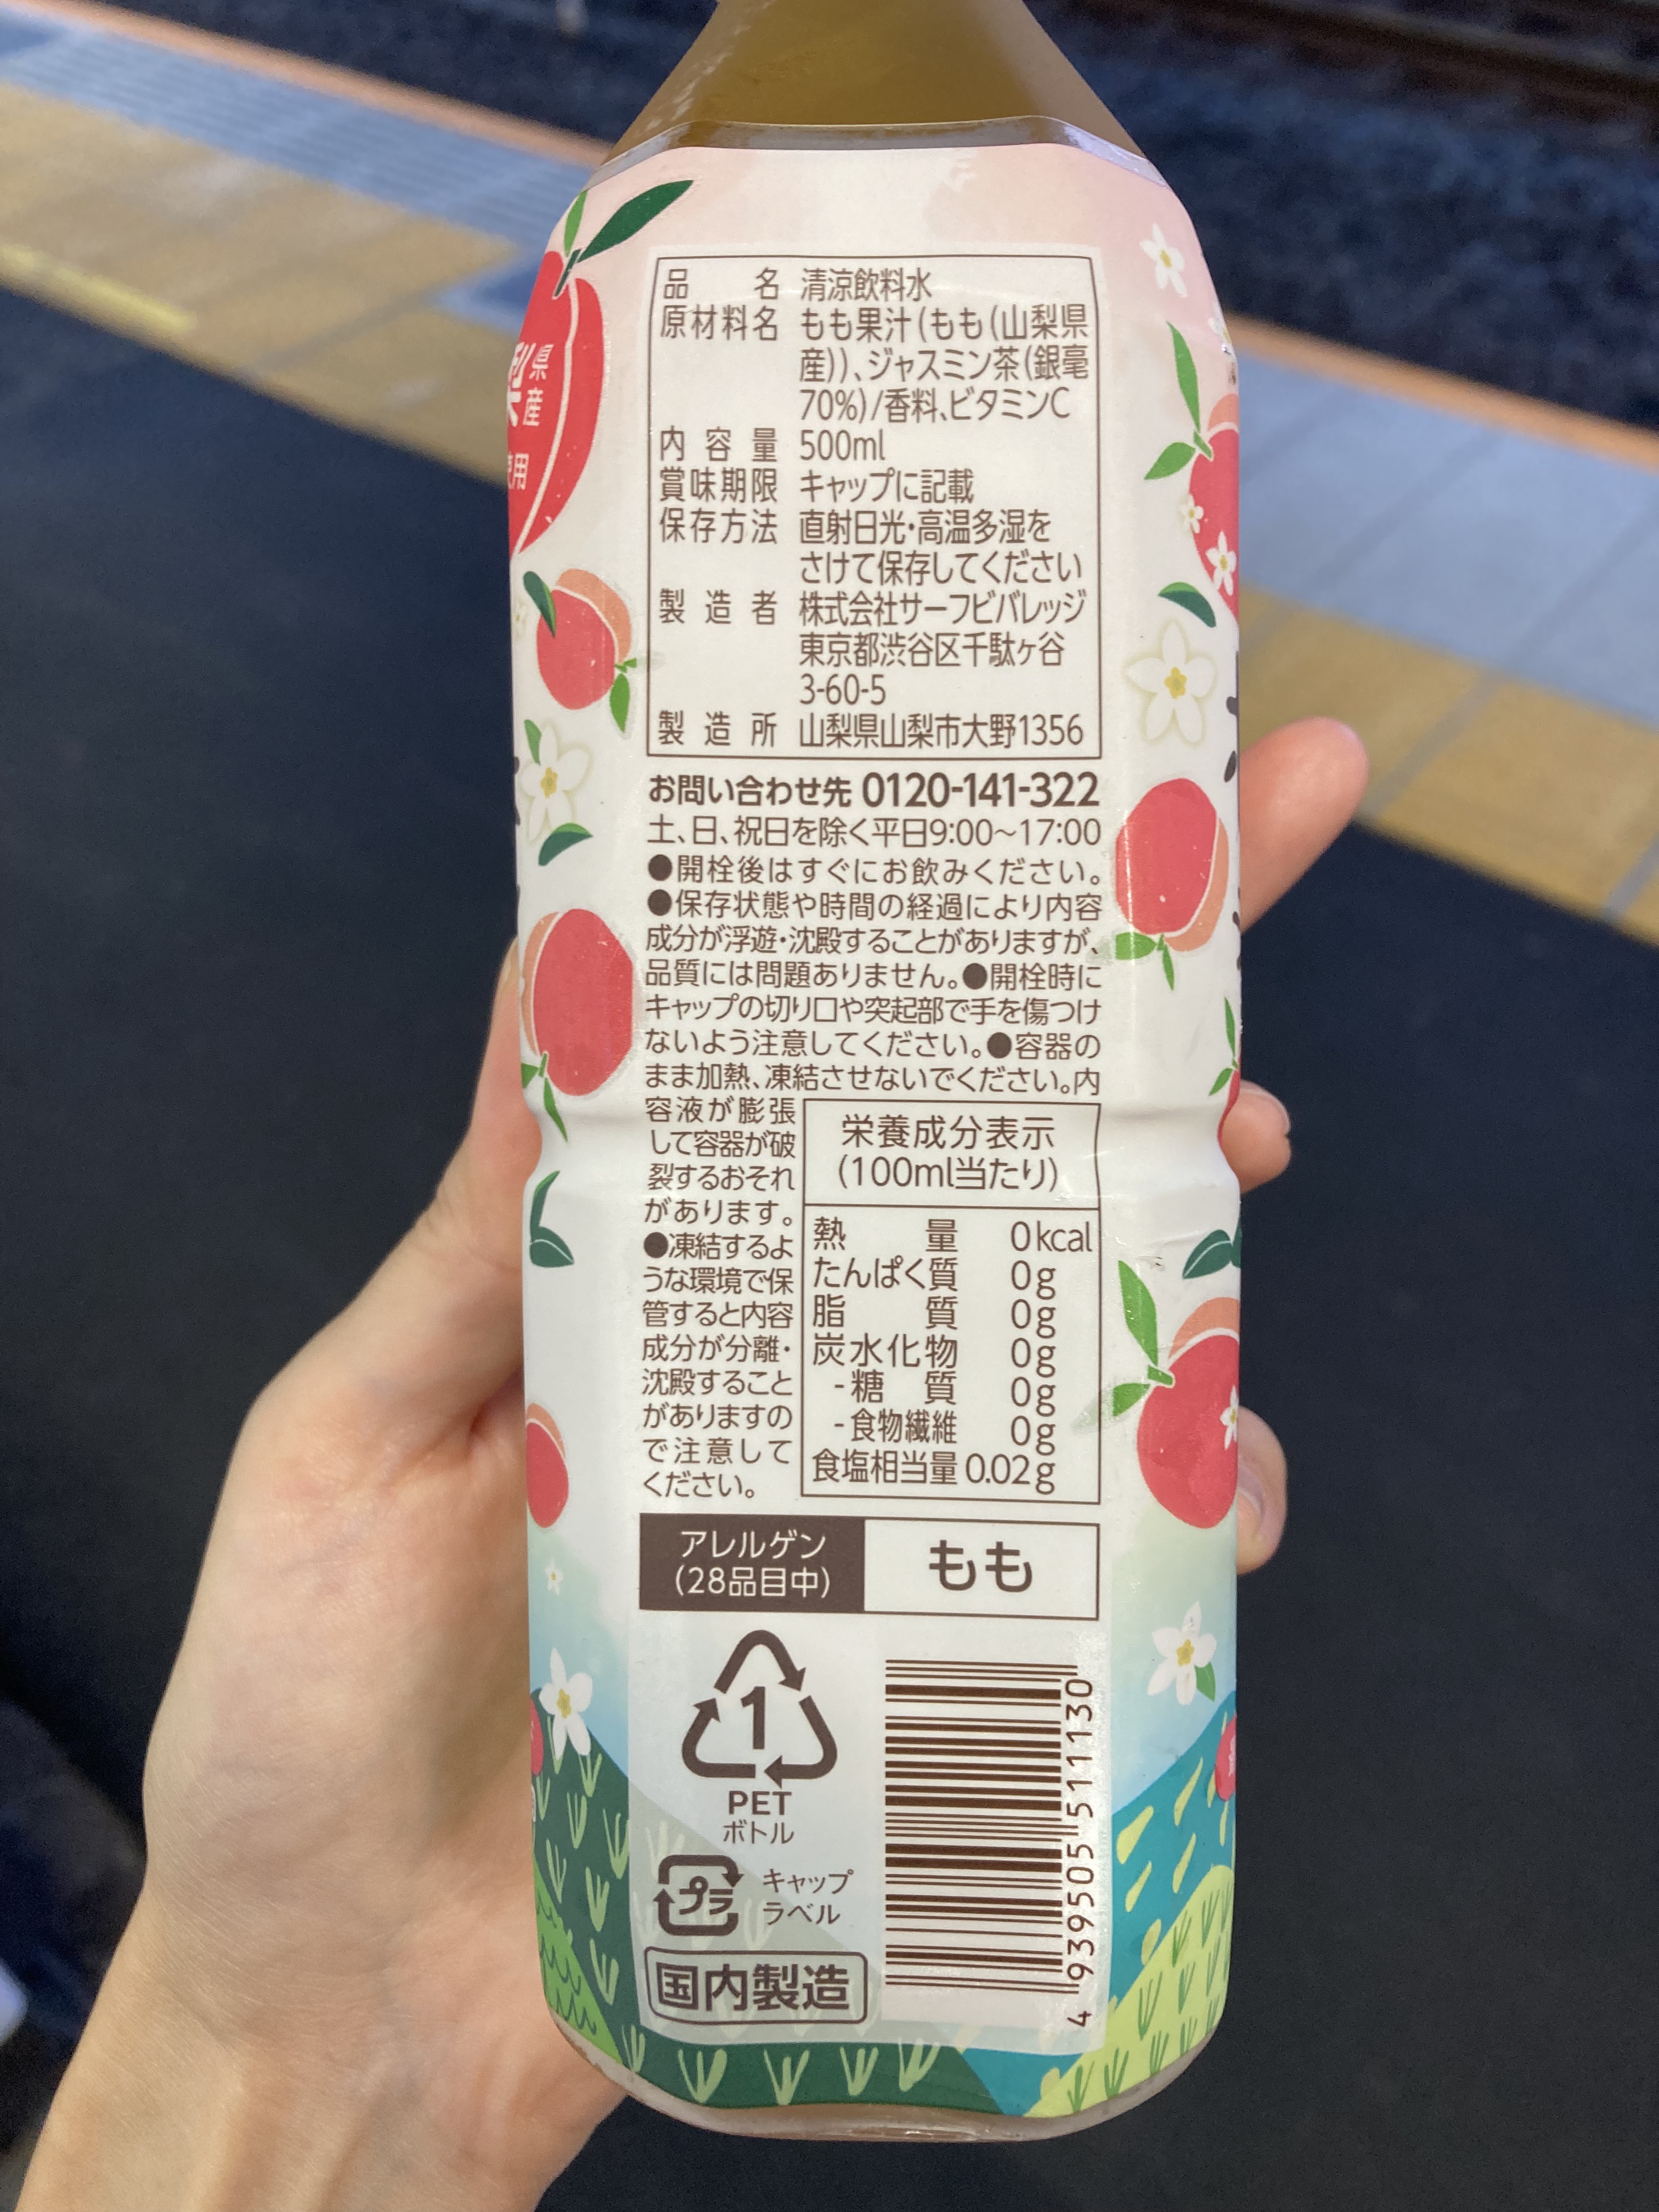 県
産
用
品名 清涼飲料水
原材料名 もも果汁(もも(山梨県
産))、ジャスミン茶(銀毫
70%)/香料、ビタミンC
内容量 500ml
賞味期限 キャップに記載
保存方法 直射日光・高温多湿を
さけて保存してください
製造者 株式会社サーフビバレッジ
東京都渋谷区千駄ヶ谷
3-60-5
製造所 山梨県山梨市大野1356
お問い合わせ先 0120-141-322
土、日、祝日を除く平日9:00〜17:00
●開栓後はすぐにお飲みください。
●保存状態や時間の経過により内容
成分が浮遊・沈殿することがありますが、
品質には問題ありません。●開栓時に
キャップの切り口や突起部で手を傷つけ
ないよう注意してください。●容器の
まま加熱、凍結させないでください。内
容液が膨張
して容器が破
裂するおそれ
があります。
●凍結するよ
うな環境で保
管すると内容
成分が分離・
沈殿すること
がありますの
で注意して
ください。
栄養成分表示
(100ml当たり)
熱量 0kcal
たんぱく質 0g
脂質 0g
炭水化物 0g
-糖質 0g
-食物繊維 0g
食塩相当量 0.02g
アレルゲン
(28品目中)
もも
1
PET
ボトル
プラ
キャップ
ラベル
国内製造
4 939505 511130